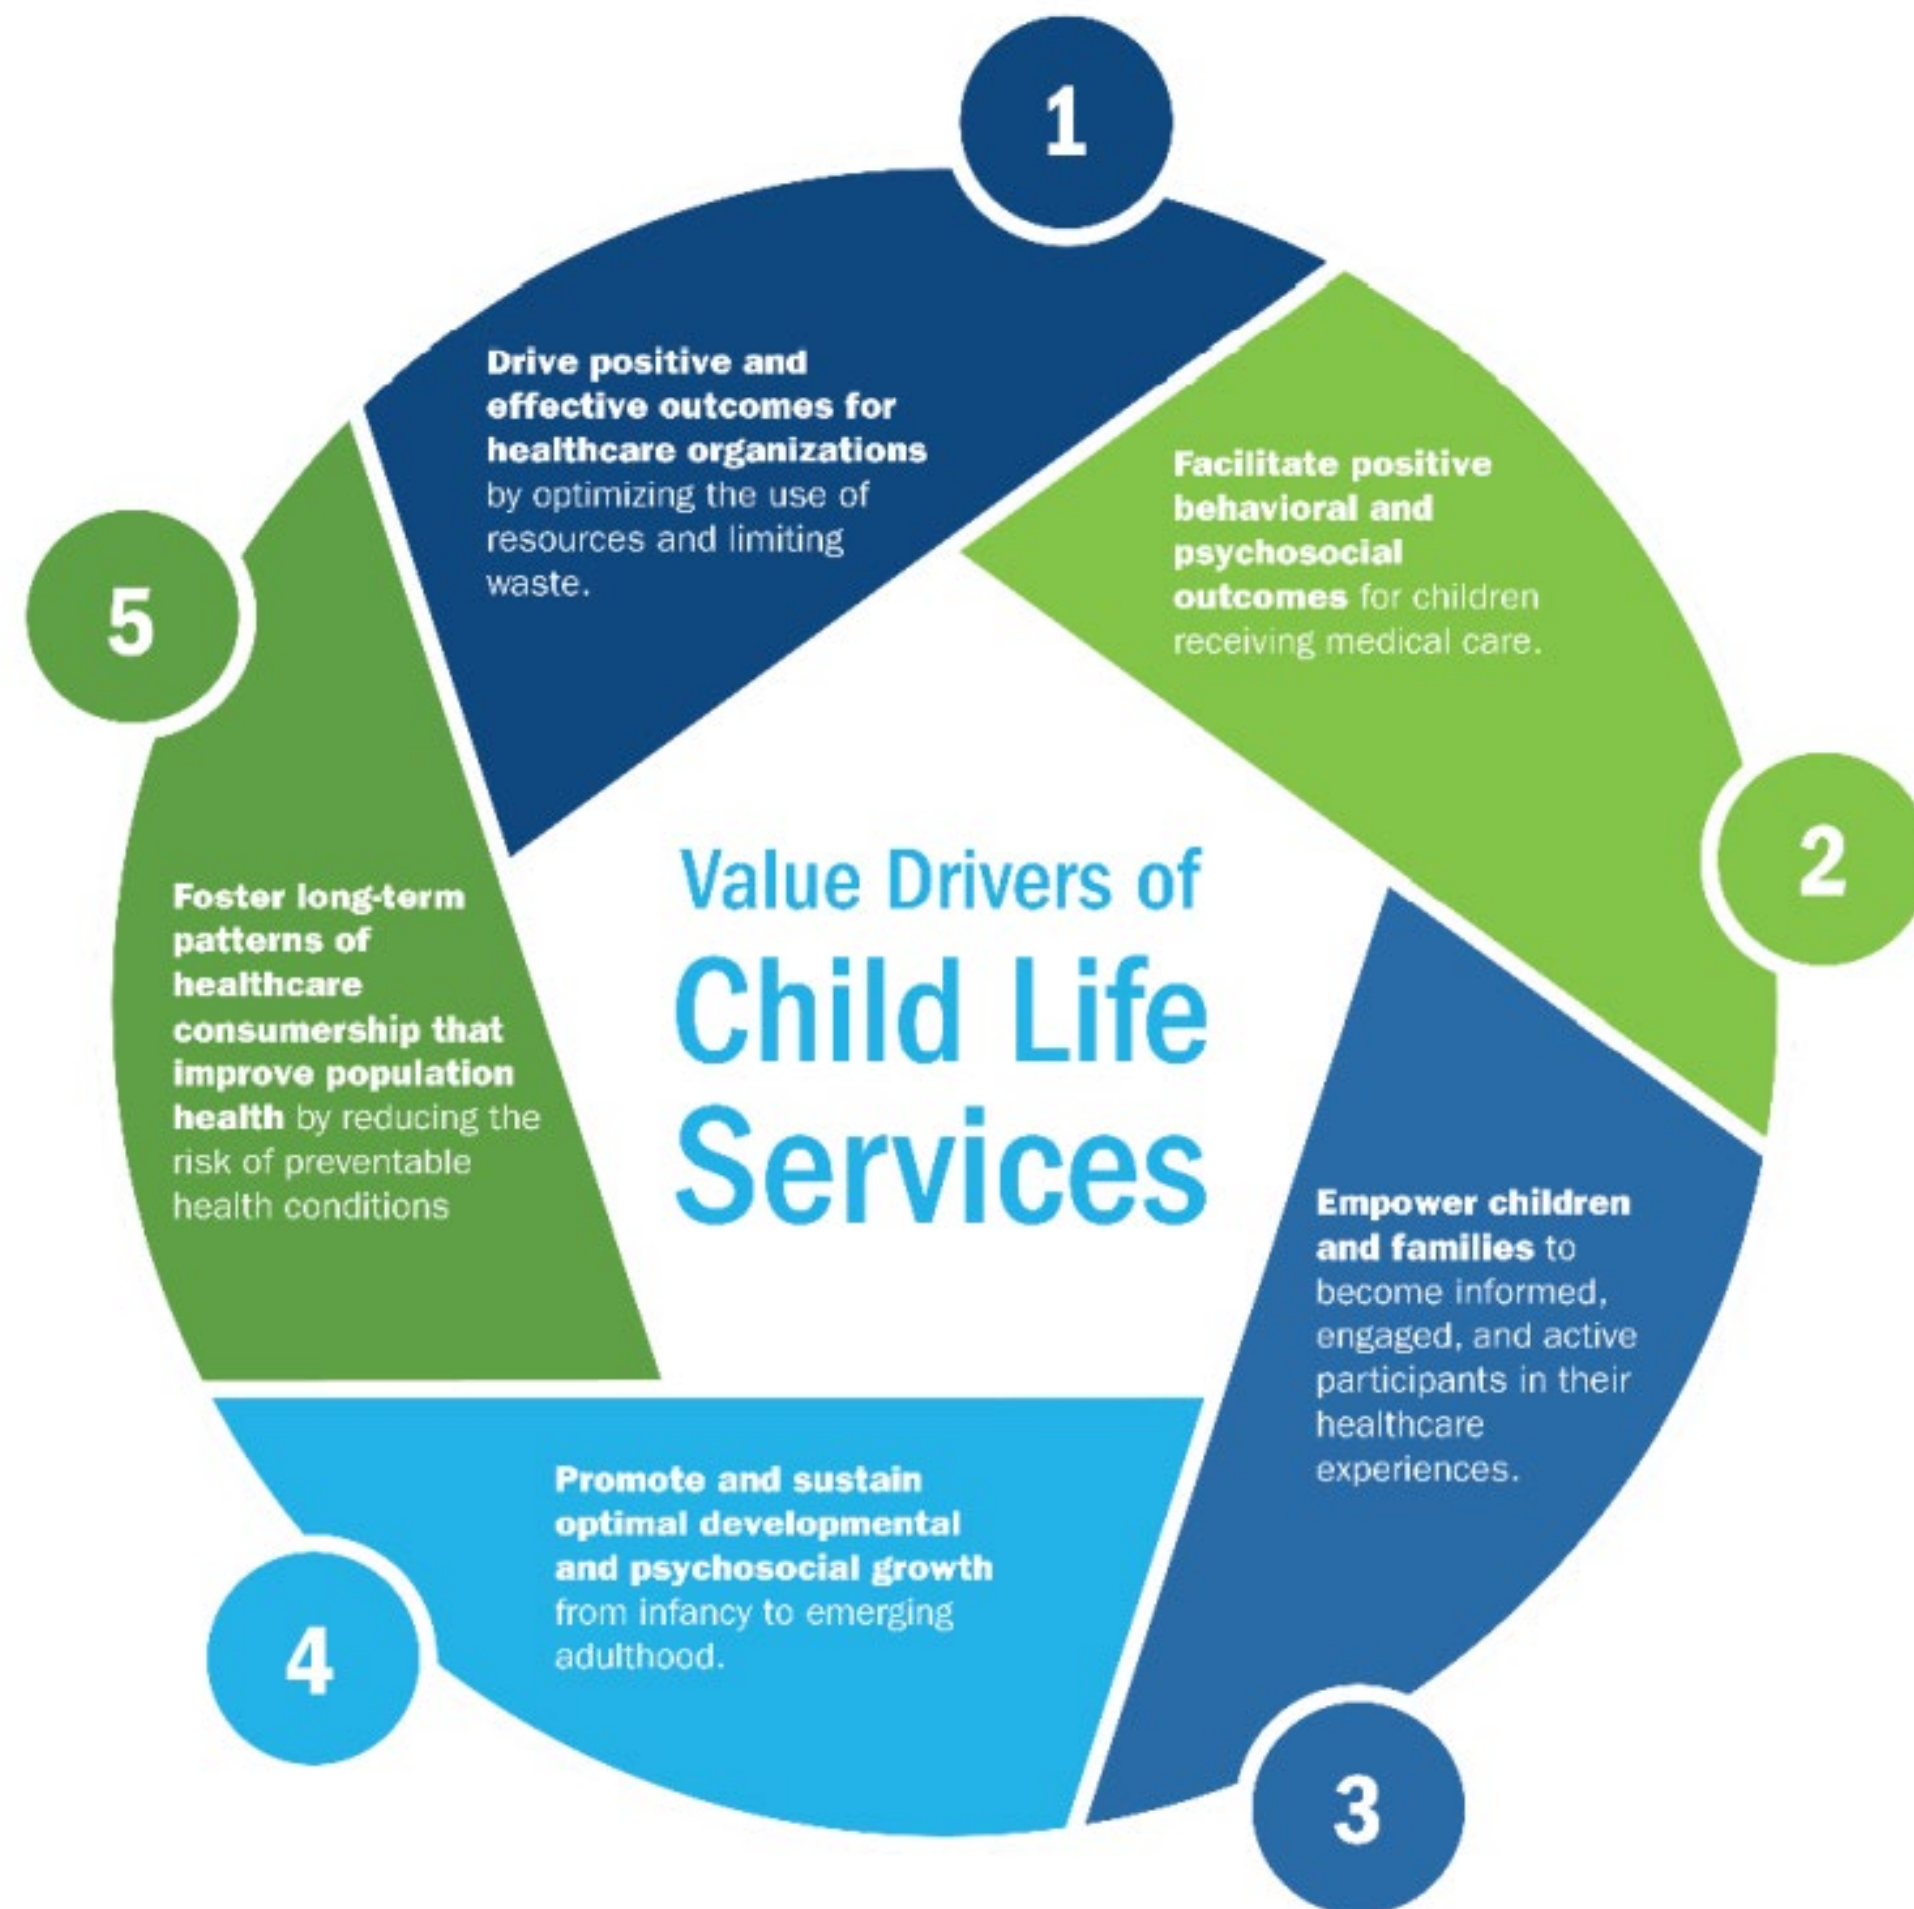 1
Drive positive and
effective outcomes for
healthcare organizations
by optimizing the use of
resources and limiting
waste.
2
Facilitate positive
behavioral and
psychosocial
outcomes for children
receiving medical care.
3
Empower children
and families to
become informed,
engaged, and active
participants in their
healthcare
experiences.
4
Promote and sustain
optimal developmental
and psychosocial growth
from infancy to emerging
adulthood.
5
Foster long-term
patterns of
healthcare
consumership that
improve population
health by reducing the
risk of preventable
health conditions
Value Drivers of
Child Life
Services